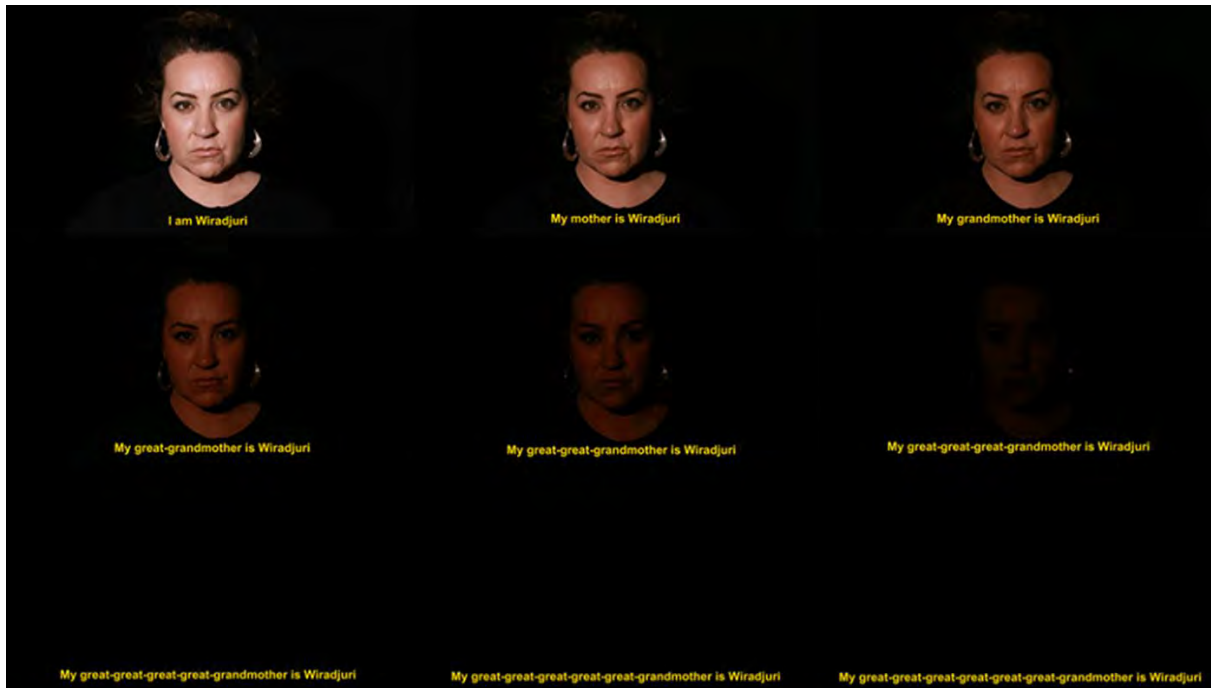 I am Wiradjuri
My mother is Wiradjuri
My grandmother is Wiradjuri
My great-grandmother is Wiradjuri
My great-great-grandmother is Wiradjuri
My great-great-great-grandmother is Wiradjuri
My great-great-great-great-grandmother is Wiradjuri
My great-great-great-great-great-grandmother is Wiradjuri
My great-great-great-great-great-great-grandmother is Wiradjuri